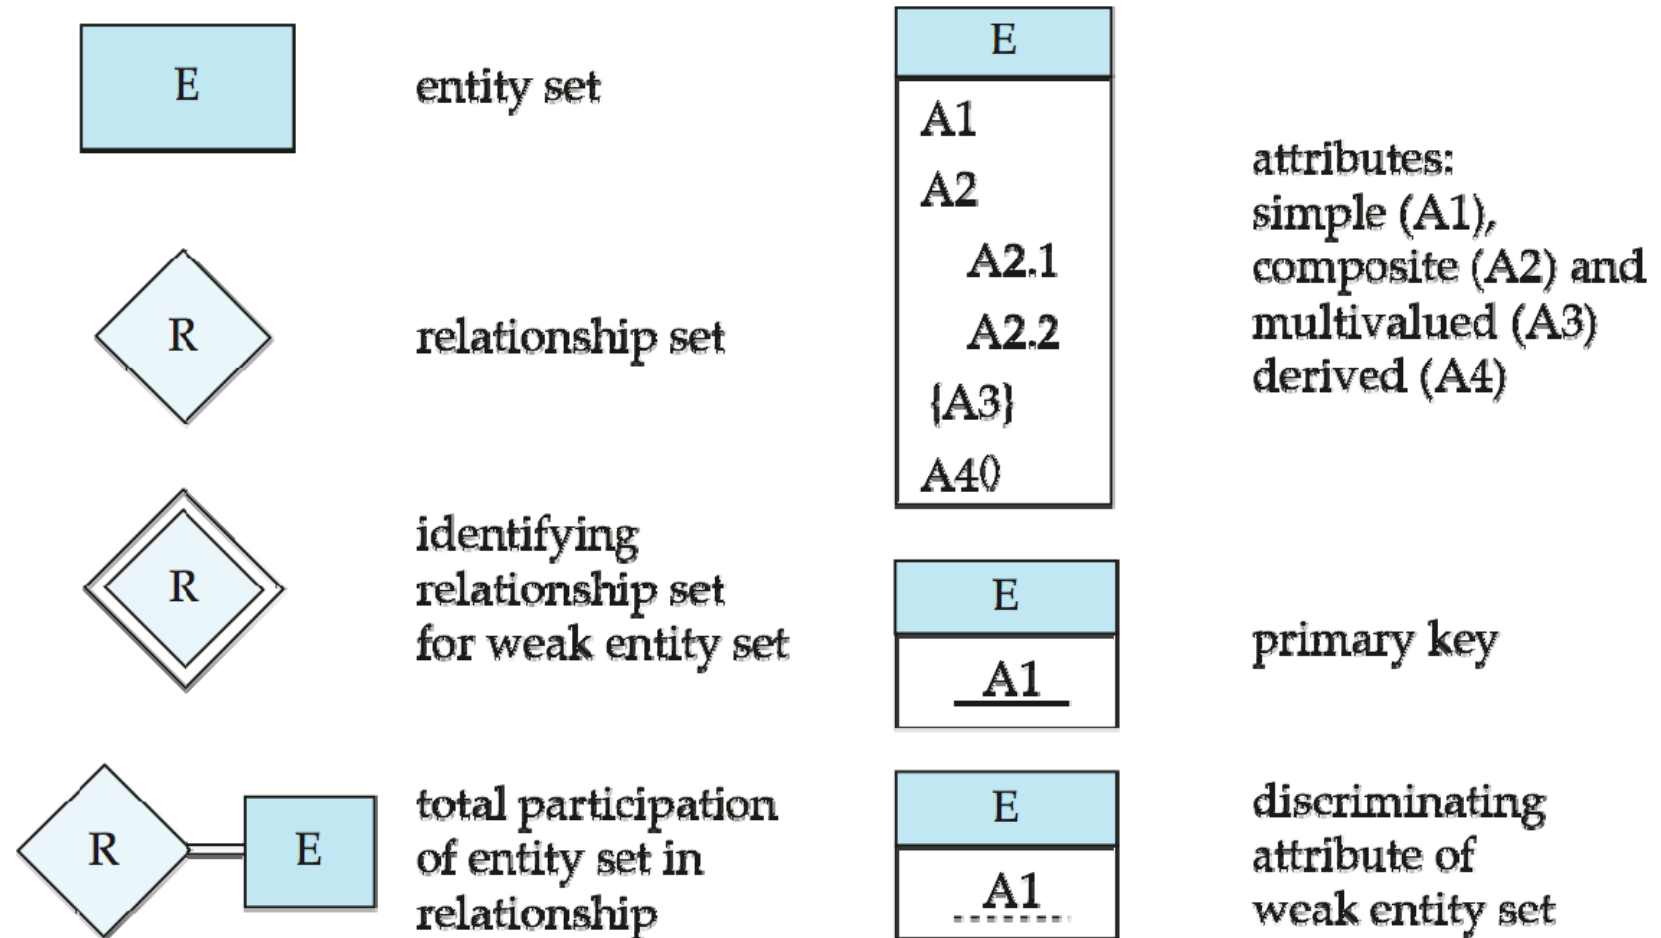 E
entity set
R
relationship set
R
identifying
relationship set
for weak entity set
R
E
total participation
of entity set in
relationship
E
A1
A2
A2.1
A2.2
{A3}
A4()
attributes:
simple (A1),
composite (A2) and
multivalued (A3)
derived (A4)
E
A1
primary key
E
A1
discriminating
attribute of
weak entity set